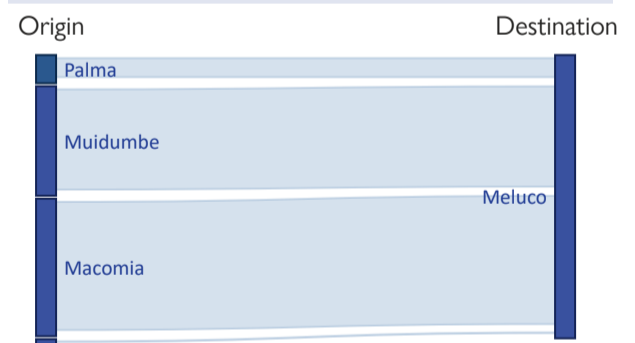 Origin
Destination
Palma
Muidumbe
Meluco
Macomia